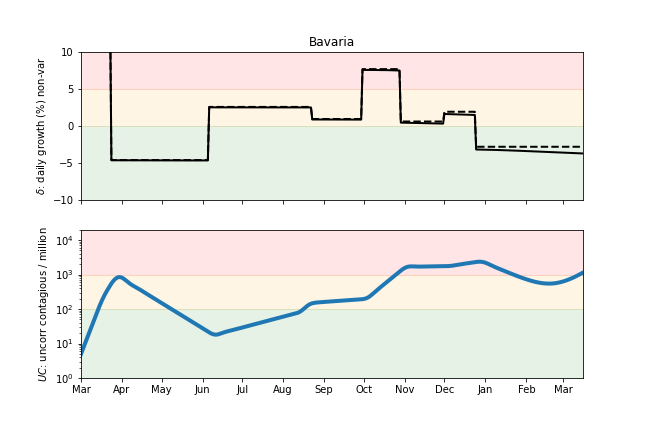 Bavaria
δ: daily growth (%) non-var
10
5
0
−5
−10
UC: uncorr contagious / million
10⁴
10³
10²
10¹
10⁰
Mar Apr May Jun Jul Aug Sep Oct Nov Dec Jan Feb Mar